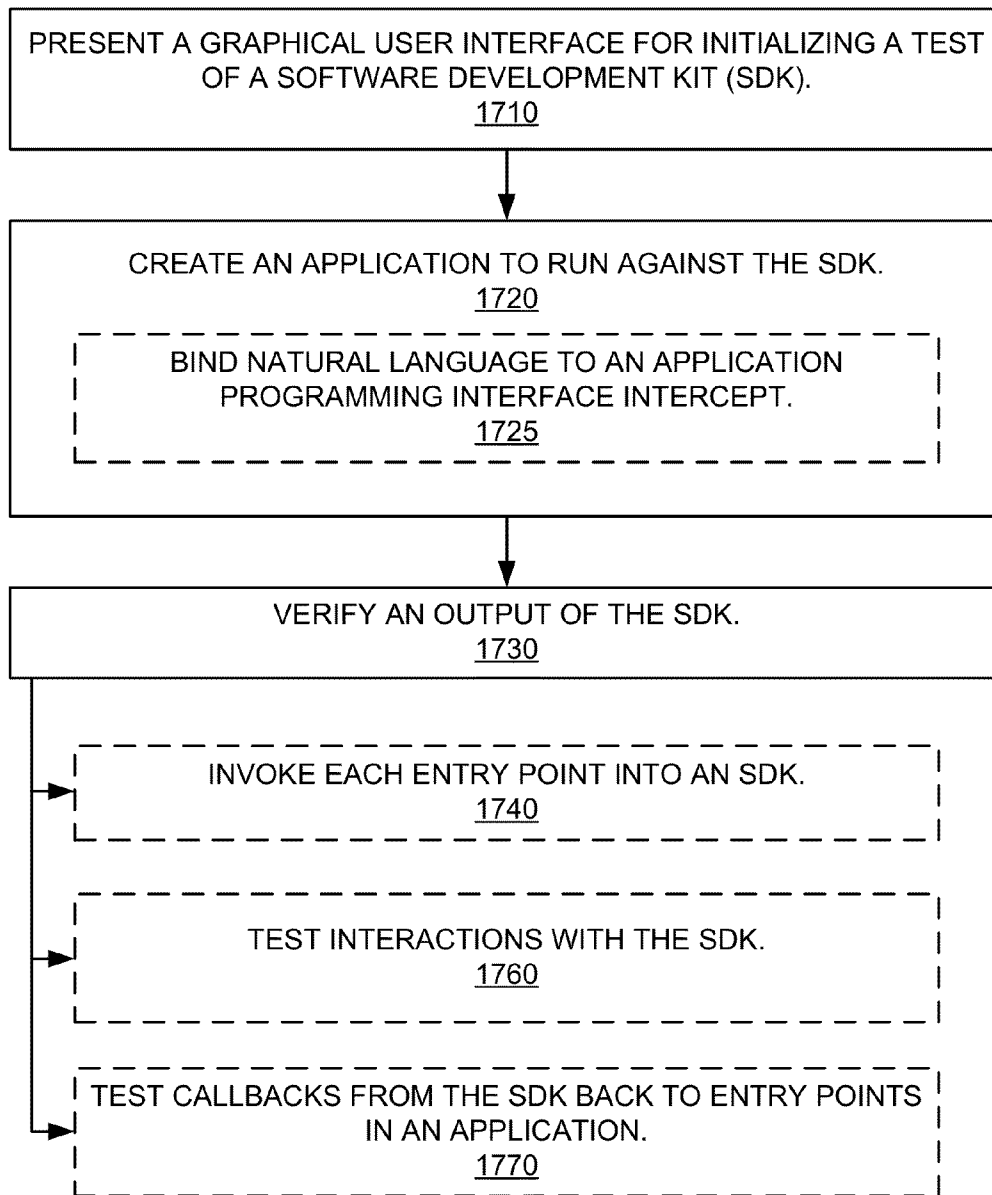 PRESENT A GRAPHICAL USER INTERFACE FOR INITIALIZING A TEST
OF A SOFTWARE DEVELOPMENT KIT (SDK).
1710
CREATE AN APPLICATION TO RUN AGAINST THE SDK.
1720
BIND NATURAL LANGUAGE TO AN APPLICATION
PROGRAMMING INTERFACE INTERCEPT.
1725
VERIFY AN OUTPUT OF THE SDK.
1730
INVOKE EACH ENTRY POINT INTO AN SDK.
1740
TEST INTERACTIONS WITH THE SDK.
1760
TEST CALLBACKS FROM THE SDK BACK TO ENTRY POINTS
IN AN APPLICATION.
1770